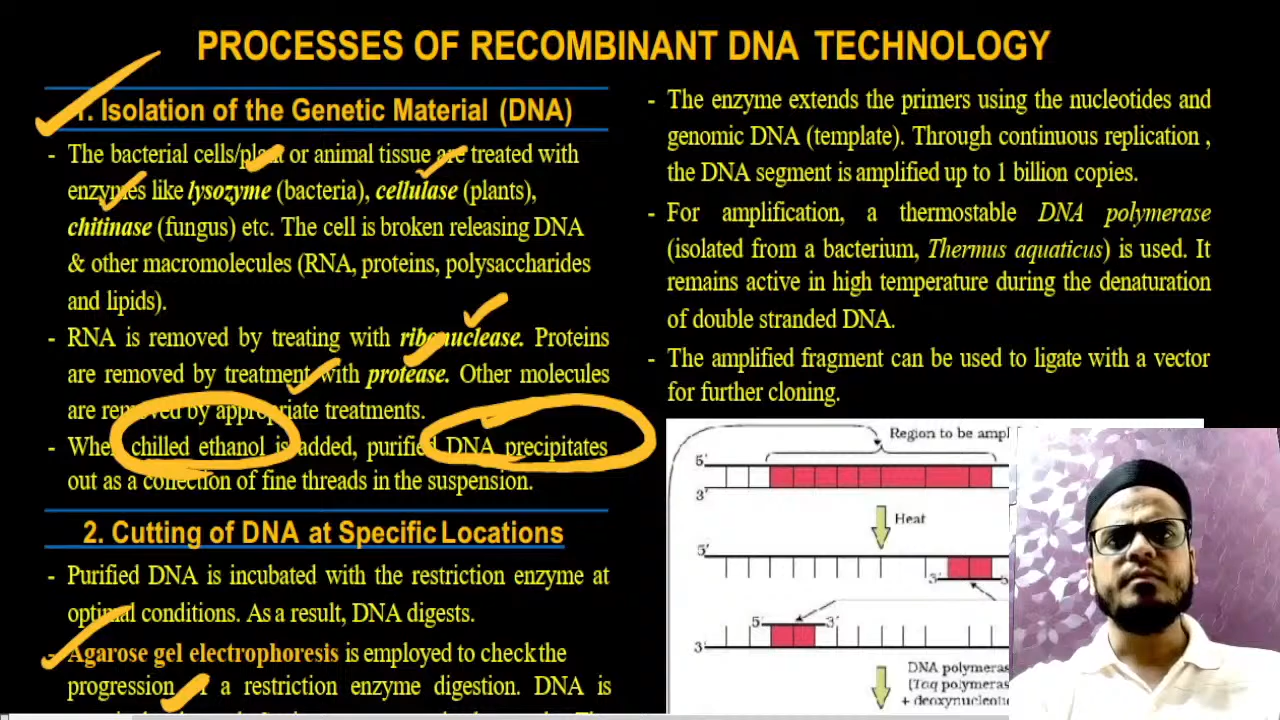 PROCESSES OF RECOMBINANT DNA TECHNOLOGY
1. Isolation of the Genetic Material (DNA)
- The bacterial cells/plant or animal tissue are treated with
enzymes like lysozyme (bacteria), cellulase (plants),
chitinase (fungus) etc. The cell is broken releasing DNA
& other macromolecules (RNA, proteins, polysaccharides
and lipids).
- RNA is removed by treating with ribonuclease. Proteins
are removed by treatment with protease. Other molecules
are removed by appropriate treatments.
- When chilled ethanol is added, purified DNA precipitates
out as a collection of fine threads in the suspension.
2. Cutting of DNA at Specific Locations
- Purified DNA is incubated with the restriction enzyme at
optimal conditions. As a result, DNA digests.
- Agarose gel electrophoresis is employed to check the
progression of a restriction enzyme digestion. DNA is
- The enzyme extends the primers using the nucleotides and
genomic DNA (template). Through continuous replication ,
the DNA segment is amplified up to 1 billion copies.
- For amplification, a thermostable DNA polymerase
(isolated from a bacterium, Thermus aquaticus) is used. It
remains active in high temperature during the denaturation
of double stranded DNA.
- The amplified fragment can be used to ligate with a vector
for further cloning.
Region to be ampl
5′
3′
Heat
5′
3′
5′ 3′
3′
DNA polymeras
(Taq polymeras
+ deoxynucleoti